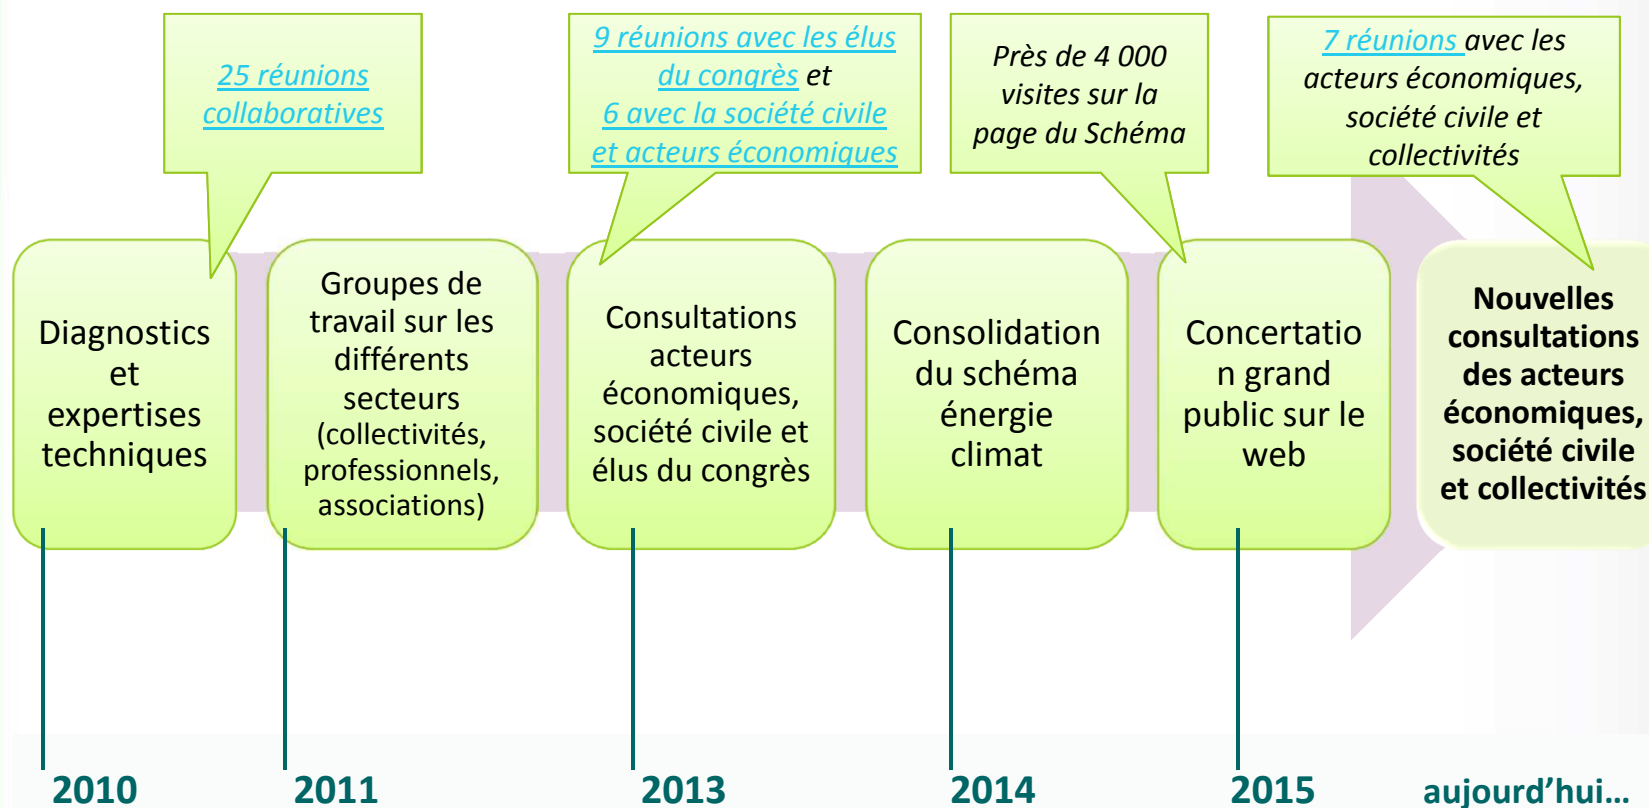 25 réunions
collaboratives
9 réunions avec les élus
du congrès et
6 avec la société civile
et acteurs économiques
Près de 4 000
visites sur la
page du Schéma
7 réunions avec les
acteurs économiques,
société civile et
collectivités
Diagnostics
et
expertises
techniques
Groupes de
travail sur les
différents
secteurs
(collectivités,
professionnels,
associations)
Consultations
acteurs
économiques,
société civile et
élus du congrès
Consolidation
du schéma
énergie
climat
Concertatio
n grand
public sur le
web
Nouvelles
consultations
des acteurs
économiques,
société civile
et collectivités
2010
2011
2013
2014
2015
aujourd’hui…